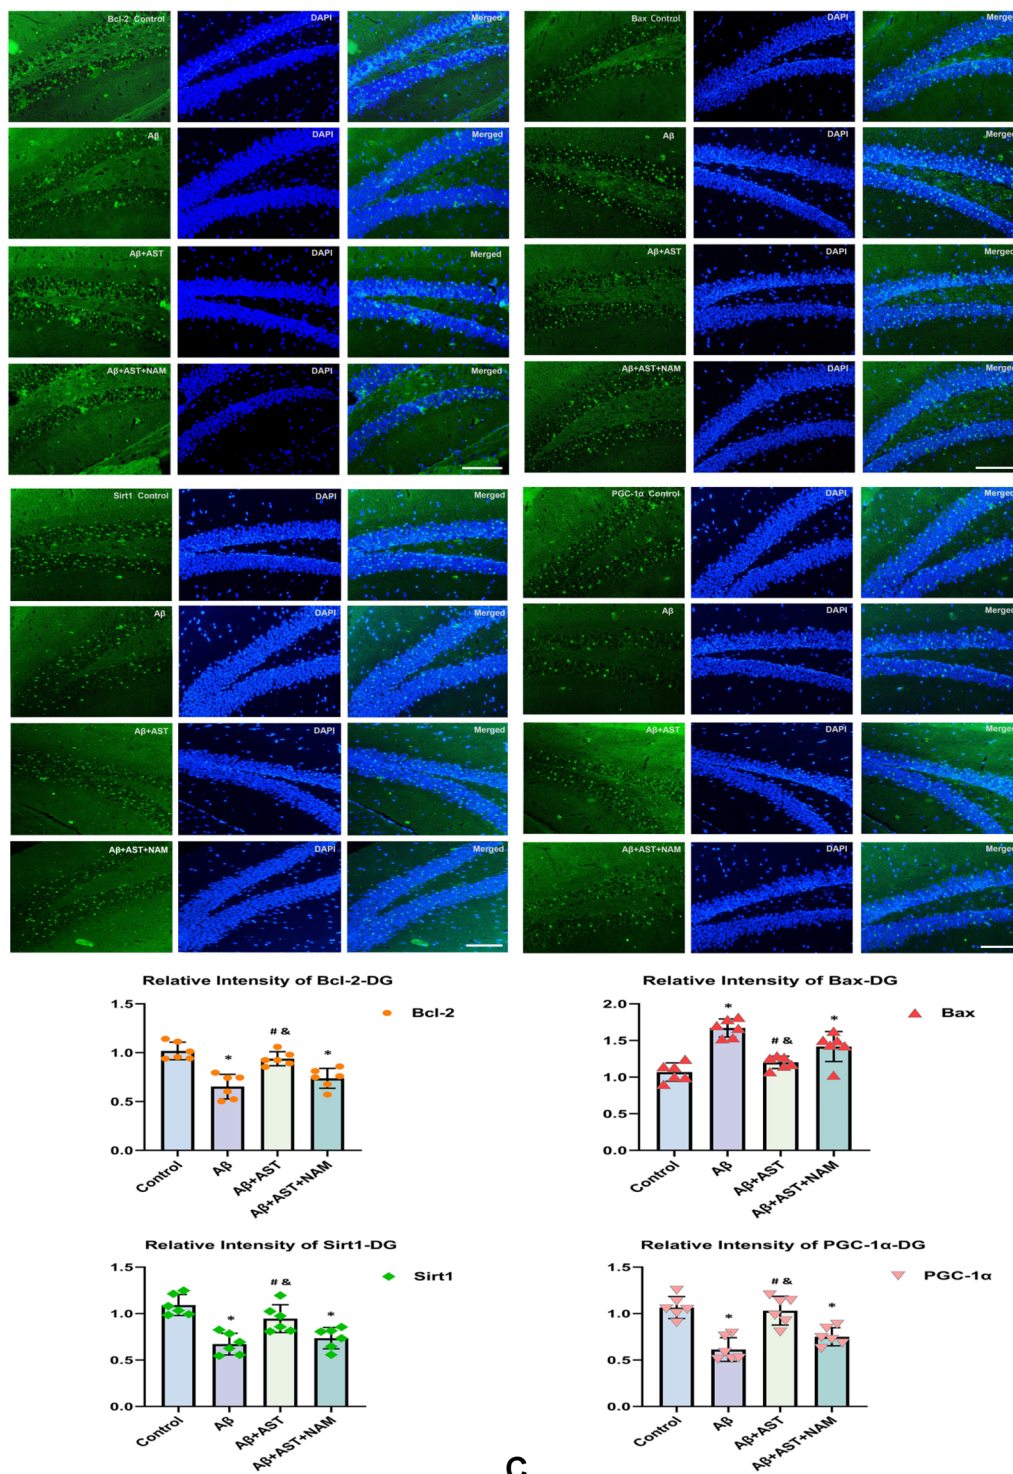 Bcl-2 Control DAPI Merged
Aβ DAPI Merged
Aβ+AST DAPI Merged
Aβ+AST+NAM DAPI Merged
Bax Control DAPI Merge
Aβ DAPI Merge
Aβ+AST DAPI Merge
Aβ+AST+NAM DAPI Merge
Sirt1 Control DAPI Merged
Aβ DAPI Merged
Aβ+AST DAPI Merged
Aβ+AST+NAM DAPI Merged
PGC-1α Control DAPI Merge
Aβ DAPI Merge
Aβ+AST DAPI Merge
Aβ+AST+NAM DAPI Merge
Relative Intensity of Bcl-2-DG
1.5
1.0
0.5
0.0
*
# &
*
Bcl-2
Control
Aβ
Aβ+AST
Aβ+AST+NAM
Relative Intensity of Bax-DG
2.0
1.5
1.0
0.5
0.0
*
# &
*
Bax
Control
Aβ
Aβ+AST
Aβ+AST+NAM
Relative Intensity of Sirt1-DG
1.5
1.0
0.5
0.0
*
# &
*
Sirt1
Control
Aβ
Aβ+AST
Aβ+AST+NAM
Relative Intensity of PGC-1α-DG
1.5
1.0
0.5
0.0
*
# &
*
PGC-1α
Control
Aβ
Aβ+AST
Aβ+AST+NAM
C